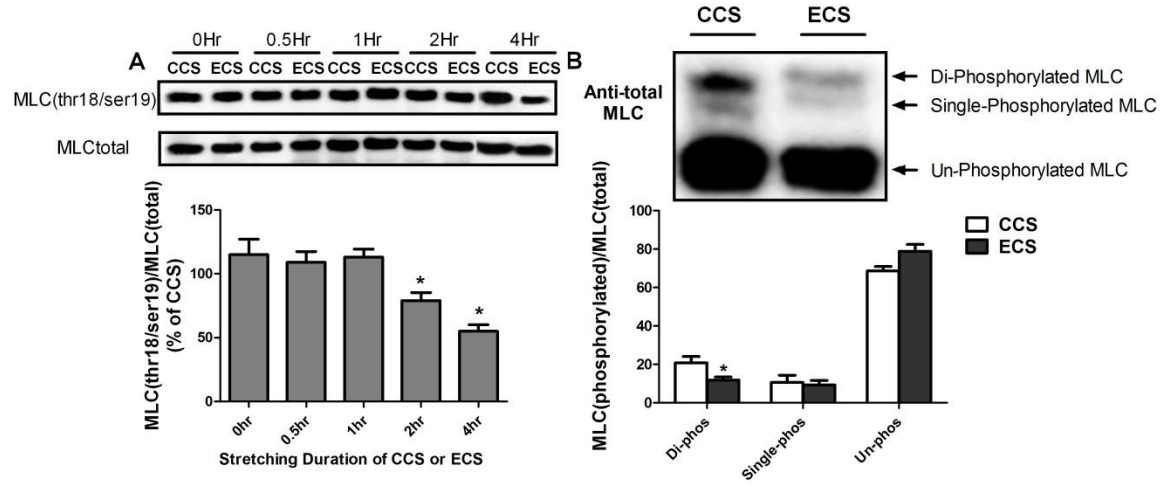 A
0Hr 0.5Hr 1Hr 2Hr 4Hr
CCS ECS CCS ECS CCS ECS CCS ECS CCS ECS
MLC(thr18/ser19)
MLCtotal
MLC(thr18/ser19)/MLC(total)
(% of CCS)
150
100
50
0
*
*
0hr 0.5hr 1hr 2hr 4hr
Stretching Duration of CCS or ECS
B
CCS ECS
Anti-total
MLC
Di-Phosphorylated MLC
Single-Phosphorylated MLC
Un-Phosphorylated MLC
MLC(phosphorylated)/MLC(total)
100
80
60
40
20
0
*
CCS
ECS
Di-phos Single-phos Un-phos